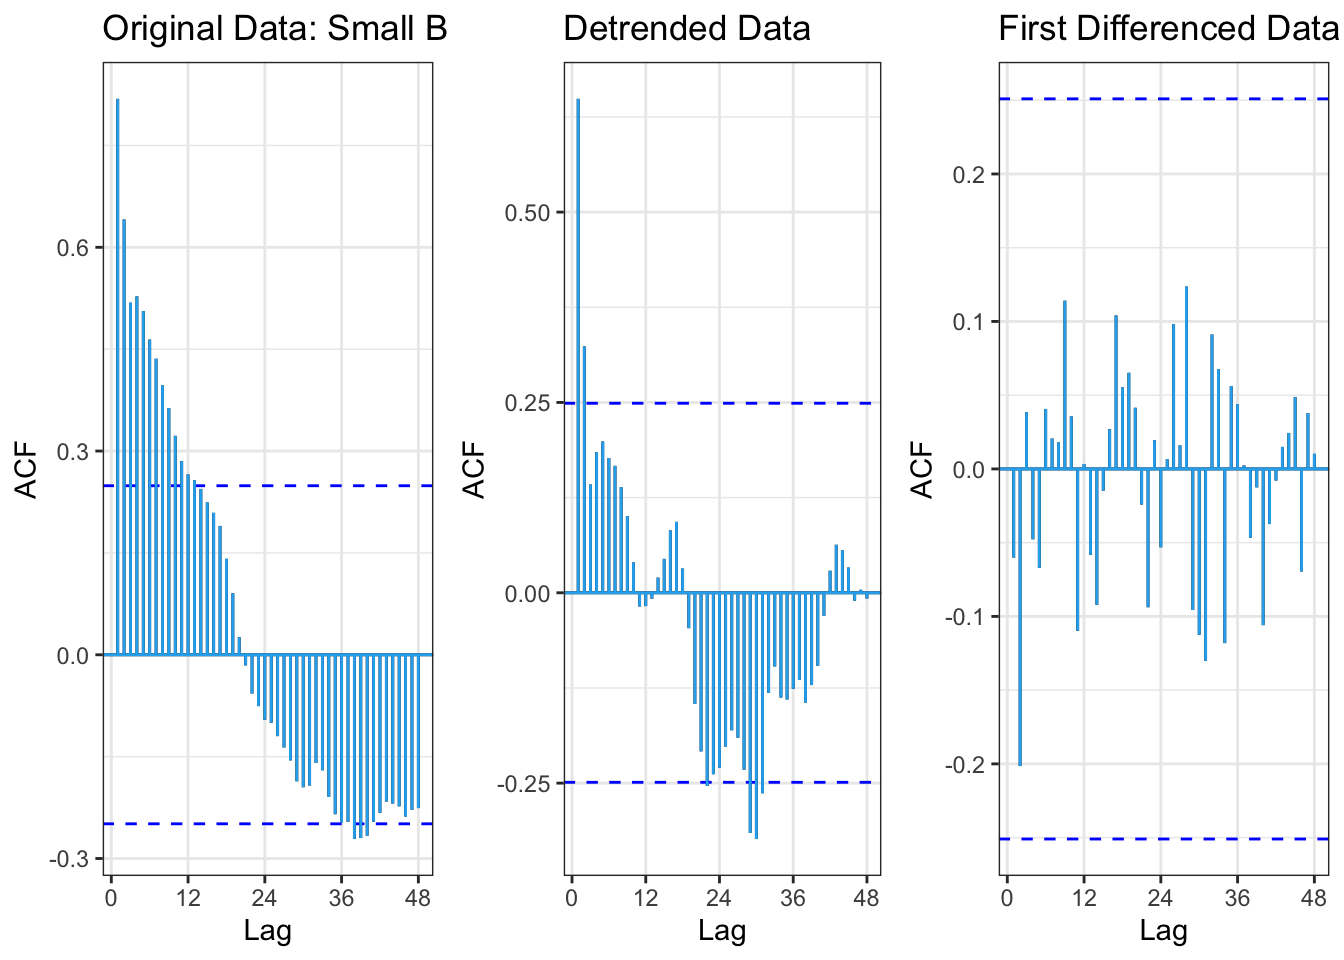 Original Data: Small B
ACF
0.6
0.3
0.0
-0.3
0 12 24 36 48
Lag
Detrended Data
ACF
0.50
0.25
0.00
-0.25
0 12 24 36 48
Lag
First Differenced Data
ACF
0.2
0.1
0.0
-0.1
-0.2
0 12 24 36 48
Lag